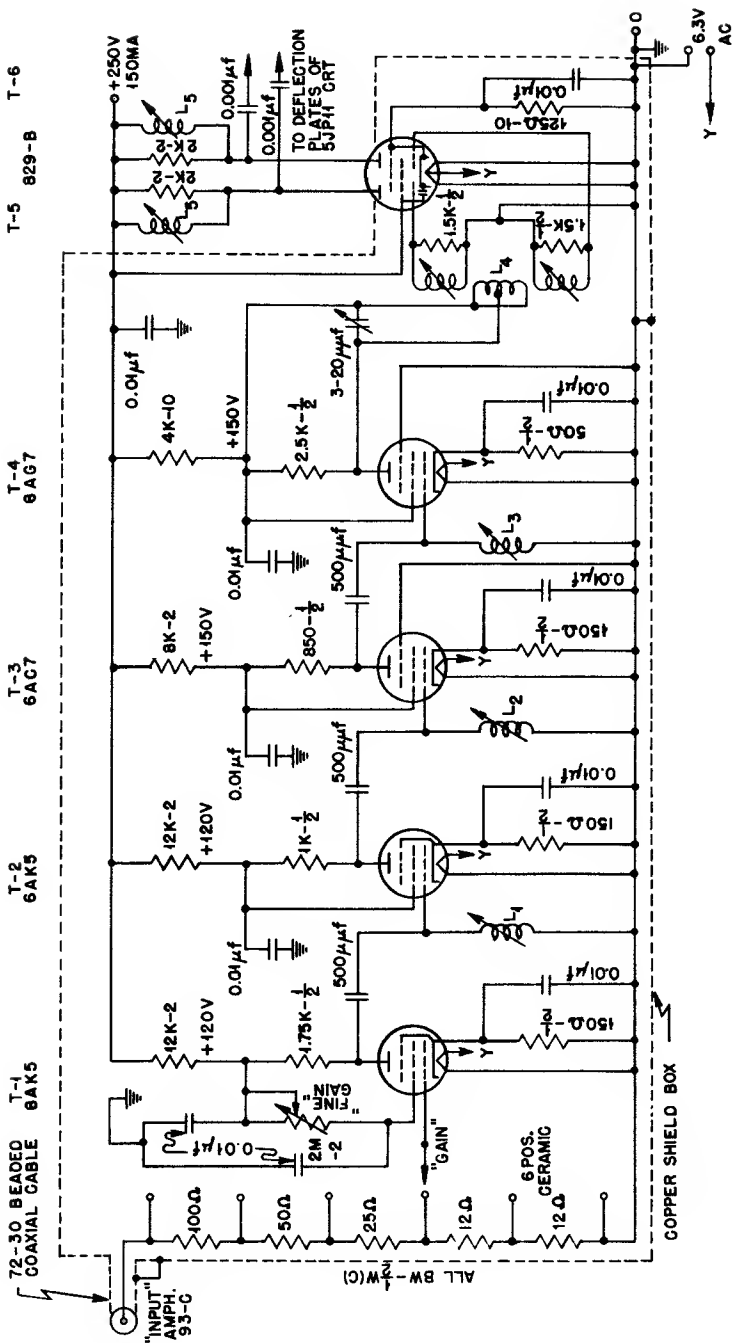 72-30 BEADED
COAXIAL CABLE
T-1
6AK5
T-2
6AK5
T-3
6AC7
T-4
6AG7
T-5 829-B T-6
+250V
150MA
12K-2
+120V
12K-2
+120V
8K-2
+150V
4K-10
+150V
0.01µf
L5
2K-2
2K-2
L5
0.001µf
0.001µf
TO DEFLECTION
PLATES OF
5JP11 CRT
"INPUT"
AMPH.
93-C
0.01µf
2M
-2
"FINE
GAIN"
1.75K-½
0.01µf
1K-½
0.01µf
850-½
0.01µf
2.5K-½
3-20µµf
500µµf
500µµf
500µµf
L4
1.5K-½
1.5K-½
"GAIN"
100Ω
50Ω
25Ω
12Ω
12Ω
6 POS.
CERAMIC
ALL BW-½W(C)
Y
150Ω-½
0.01µf
L1
Y
150Ω-½
0.01µf
L2
Y
150Ω-½
0.01µf
L3
Y
50Ω-½
0.01µf
Y
125Ω-10
0.01µf
0
6.3V
AC
Y
COPPER SHIELD BOX